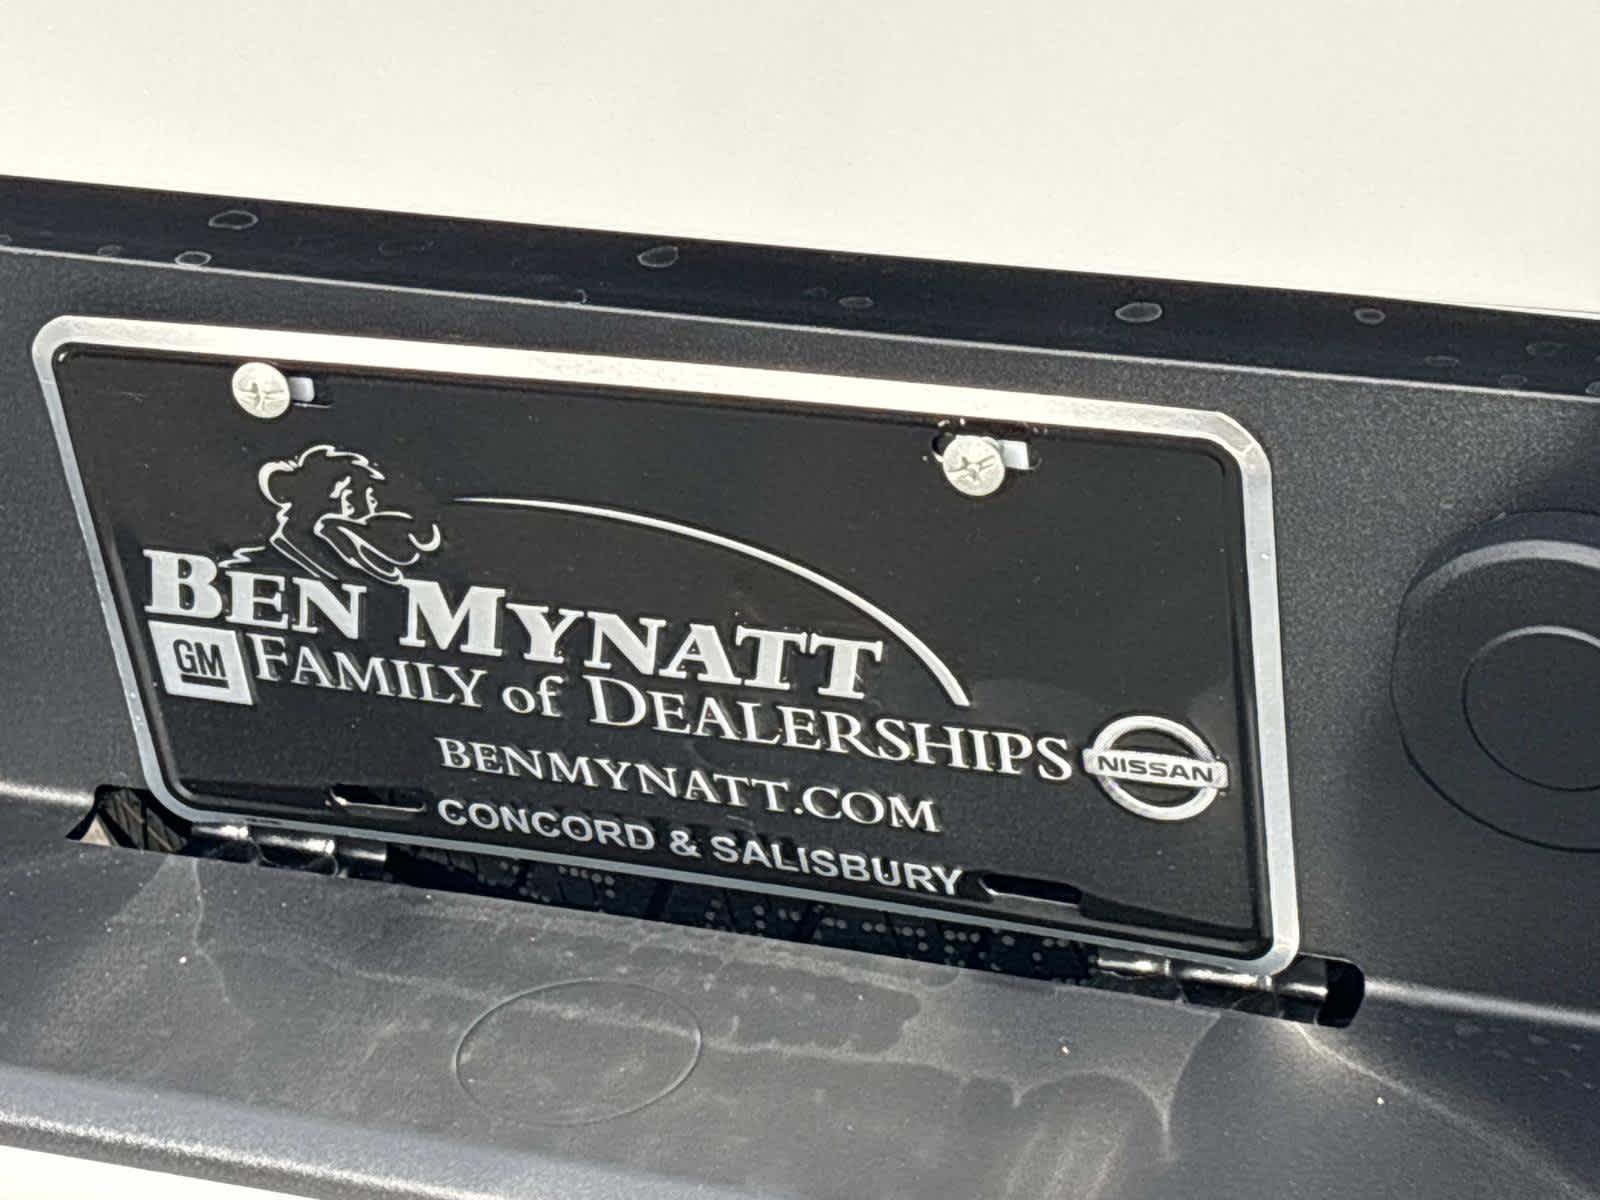 BEN MYNATT
GM FAMILY of DEALERSHIPS
NISSAN
BENMYNATT.COM
CONCORD & SALISBURY